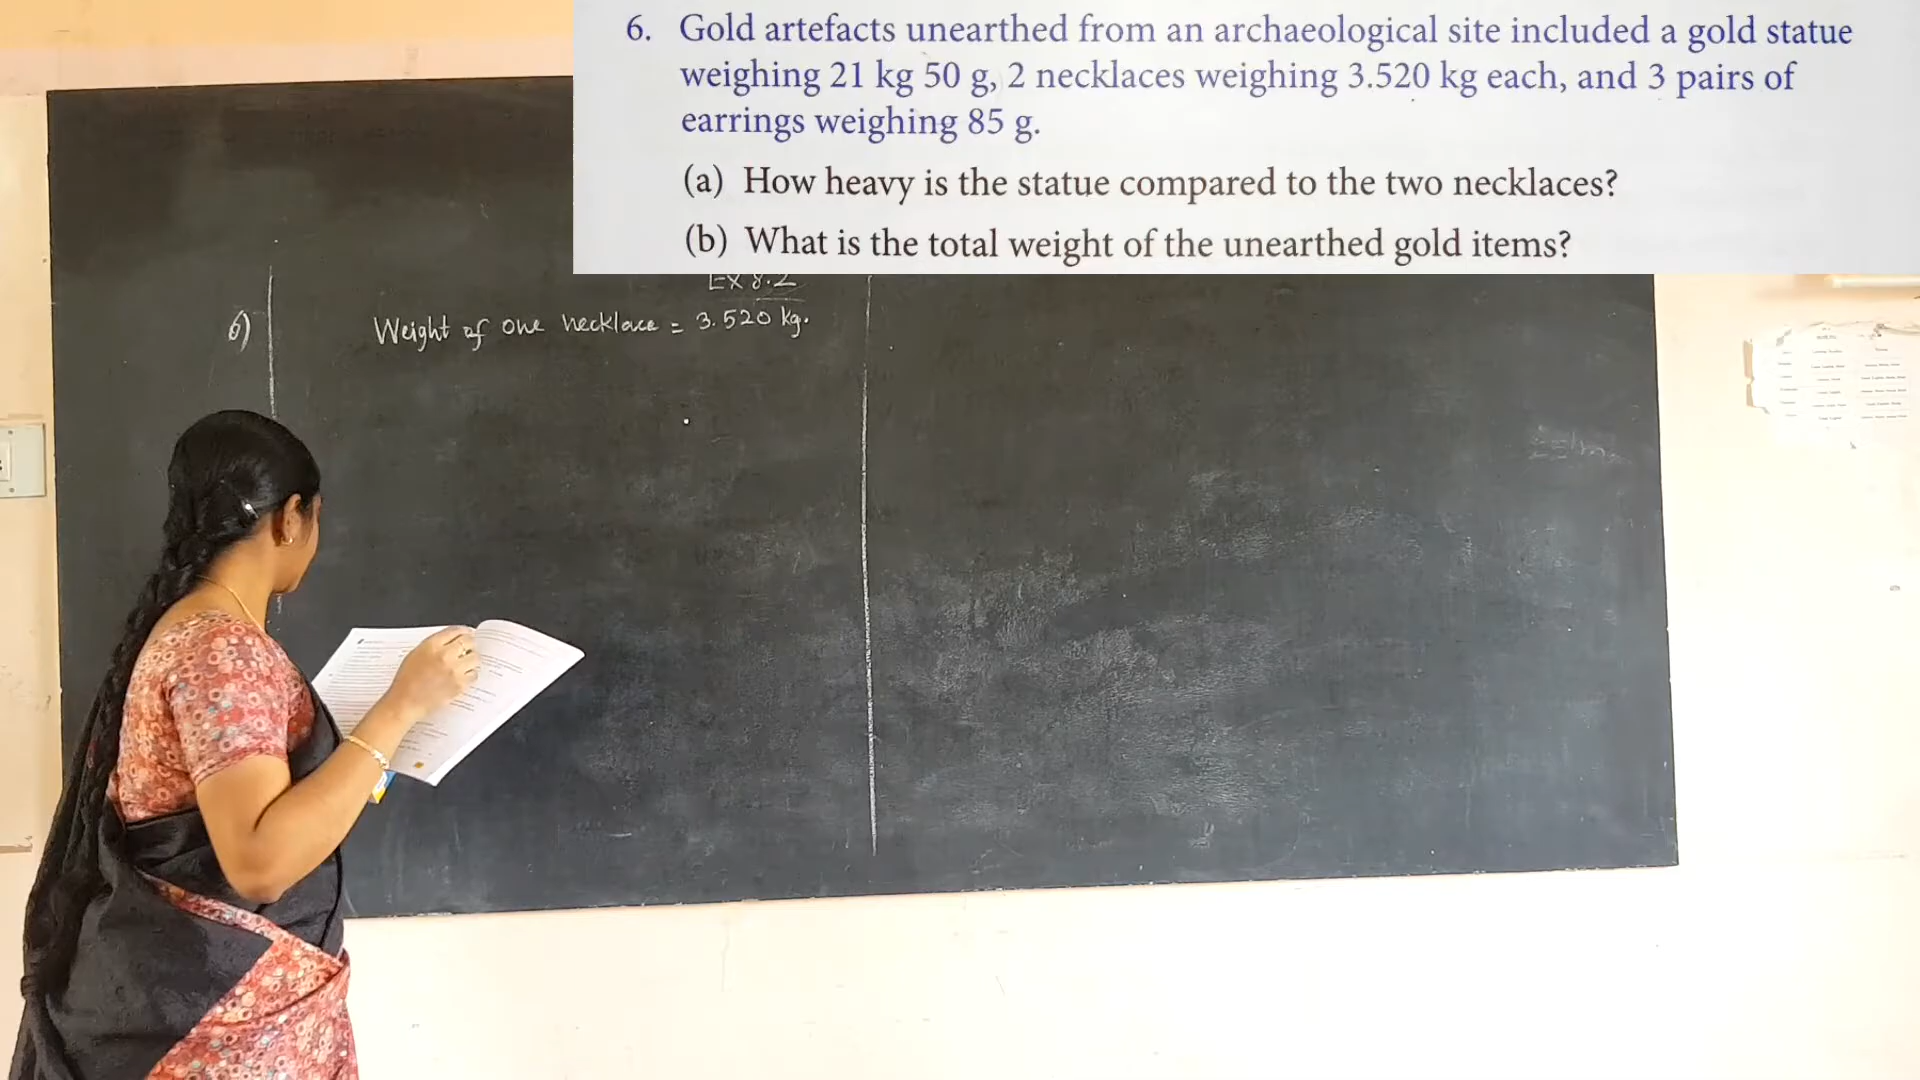 6. Gold artefacts unearthed from an archaeological site included a gold statue
weighing 21 kg 50 g, 2 necklaces weighing 3.520 kg each, and 3 pairs of
earrings weighing 85 g.
(a) How heavy is the statue compared to the two necklaces?
(b) What is the total weight of the unearthed gold items?
Ex 8.2
6) Weight of one necklace = 3.520 kg.